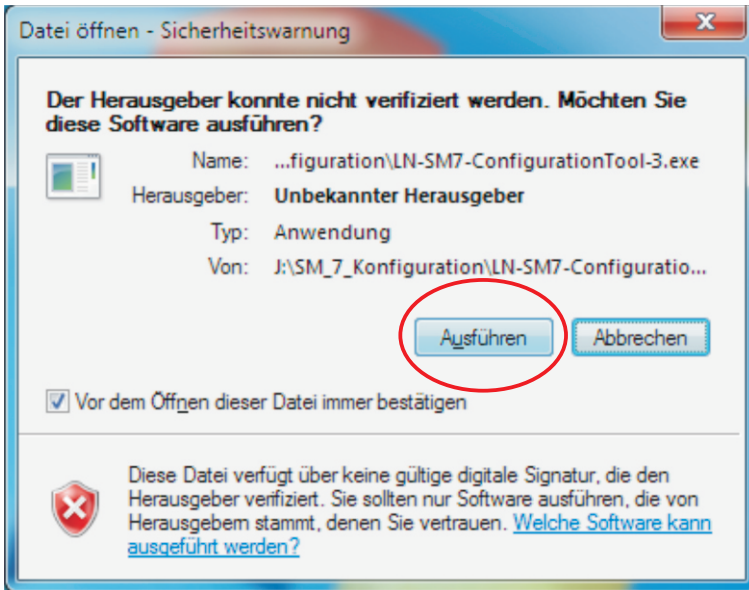 Datei öffnen - Sicherheitswarnung
Der Herausgeber konnte nicht verifiziert werden. Möchten Sie
diese Software ausführen?
Name: ...figuration\LN-SM7-ConfigurationTool-3.exe
Herausgeber: Unbekannter Herausgeber
Typ: Anwendung
Von: J:\SM_7_Konfiguration\LN-SM7-Configuratio...
Ausführen Abbrechen
Vor dem Öffnen dieser Datei immer bestätigen
Diese Datei verfügt über keine gültige digitale Signatur, die den
Herausgeber verifiziert. Sie sollten nur Software ausführen, die von
Herausgebern stammt, denen Sie vertrauen. Welche Software kann
ausgeführt werden?